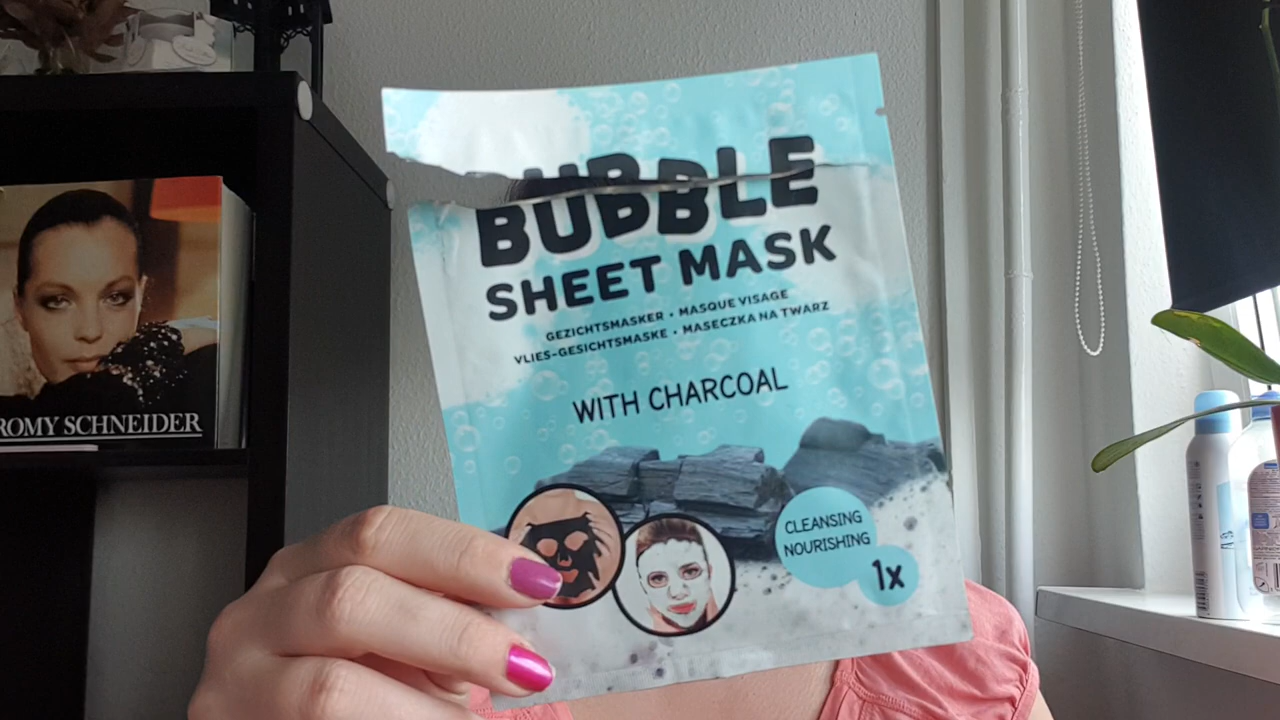 BUBBLE
SHEET MASK
GEZICHTSMASKER • MASQUE VISAGE
VLIES-GESICHTSMASKE • MASECZKA NA TWARZ
WITH CHARCOAL
CLEANSING
NOURISHING
1x
ROMY SCHNEIDER